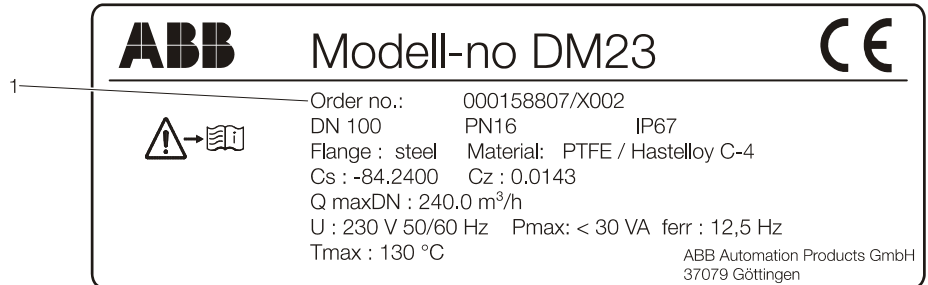 ABB Modell-no DM23 CE
1 Order no.: 000158807/X002
DN 100 PN16 IP67
Flange : steel Material: PTFE / Hastelloy C-4
Cs : -84.2400 Cz : 0.0143
Q maxDN : 240.0 m³/h
U : 230 V 50/60 Hz Pmax: < 30 VA ferr : 12,5 Hz
Tmax : 130 °C
ABB Automation Products GmbH
37079 Göttingen